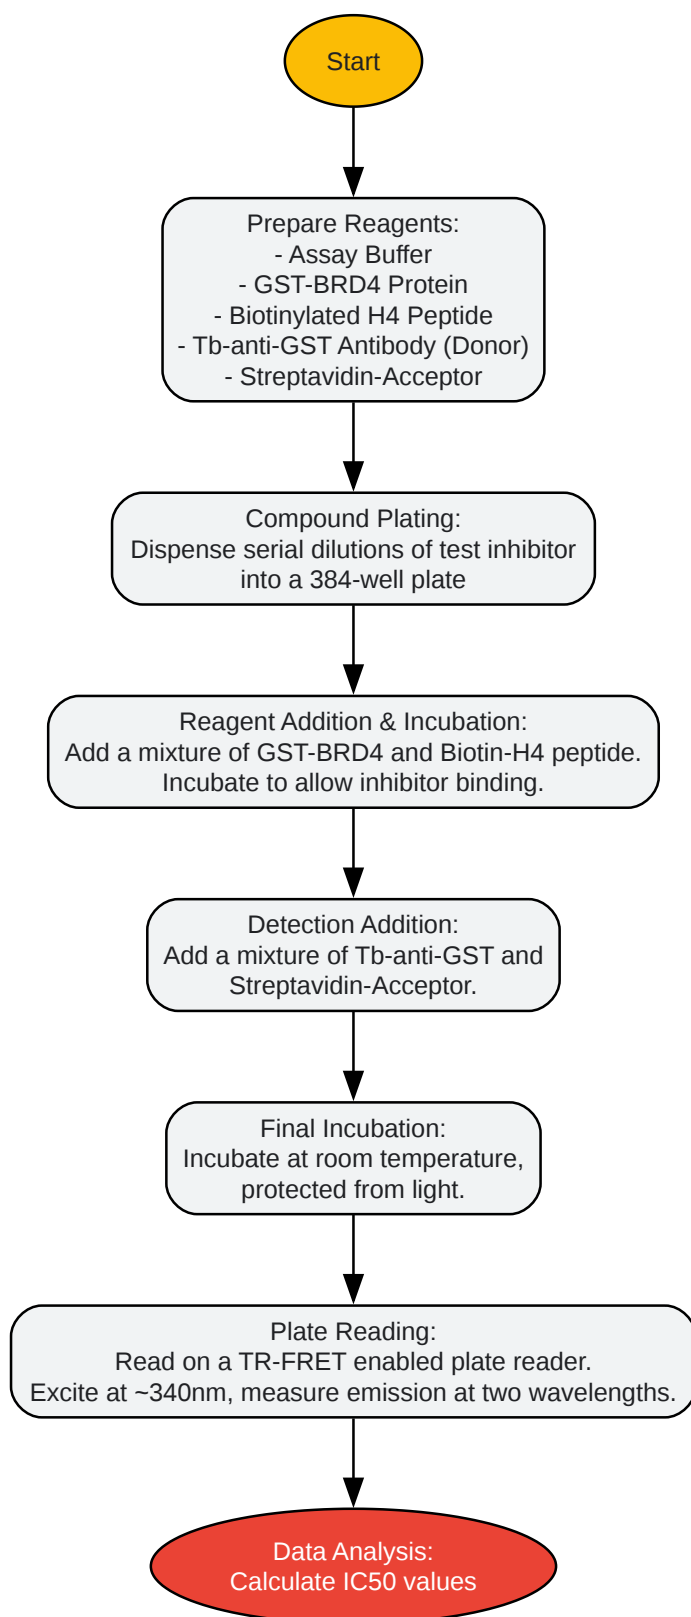 Start
Prepare Reagents:
- Assay Buffer
- GST-BRD4 Protein
- Biotinylated H4 Peptide
- Tb-anti-GST Antibody (Donor)
- Streptavidin-Acceptor
Compound Plating:
Dispense serial dilutions of test inhibitor
into a 384-well plate
Reagent Addition & Incubation:
Add a mixture of GST-BRD4 and Biotin-H4 peptide.
Incubate to allow inhibitor binding.
Detection Addition:
Add a mixture of Tb-anti-GST and
Streptavidin-Acceptor.
Final Incubation:
Incubate at room temperature,
protected from light.
Plate Reading:
Read on a TR-FRET enabled plate reader.
Excite at ~340nm, measure emission at two wavelengths.
Data Analysis:
Calculate IC50 values